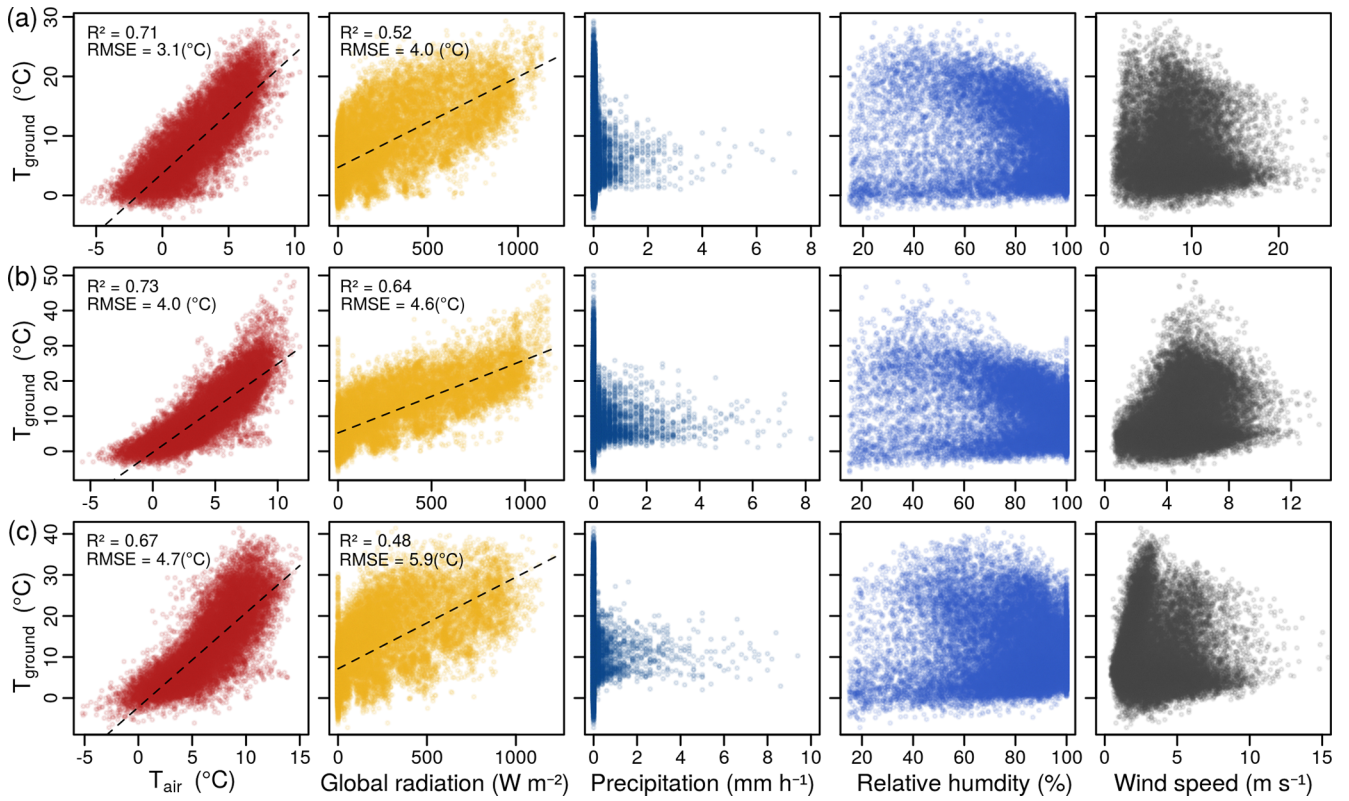 (a)
T_ground (°C)
30
20
10
0
R² = 0.71
RMSE = 3.1(°C)
-5 0 5 10
R² = 0.52
RMSE = 4.0 (°C)
0 500 1000
0 2 4 6 8
20 40 60 80 100
0 10 20
(b)
T_ground (°C)
50
40
30
20
10
0
R² = 0.73
RMSE = 4.0 (°C)
-5 0 5 10
R² = 0.64
RMSE = 4.6(°C)
0 500 1000
0 2 4 6 8
20 40 60 80 100
0 4 8 12
(c)
T_ground (°C)
40
30
20
10
0
R² = 0.67
RMSE = 4.7(°C)
-5 0 5 10 15
R² = 0.48
RMSE = 5.9(°C)
0 500 1000
0 2 4 6 8 10
20 40 60 80 100
0 5 10 15
T_air (°C)
Global radiation (W m⁻²)
Precipitation (mm h⁻¹)
Relative humdity (%)
Wind speed (m s⁻¹)